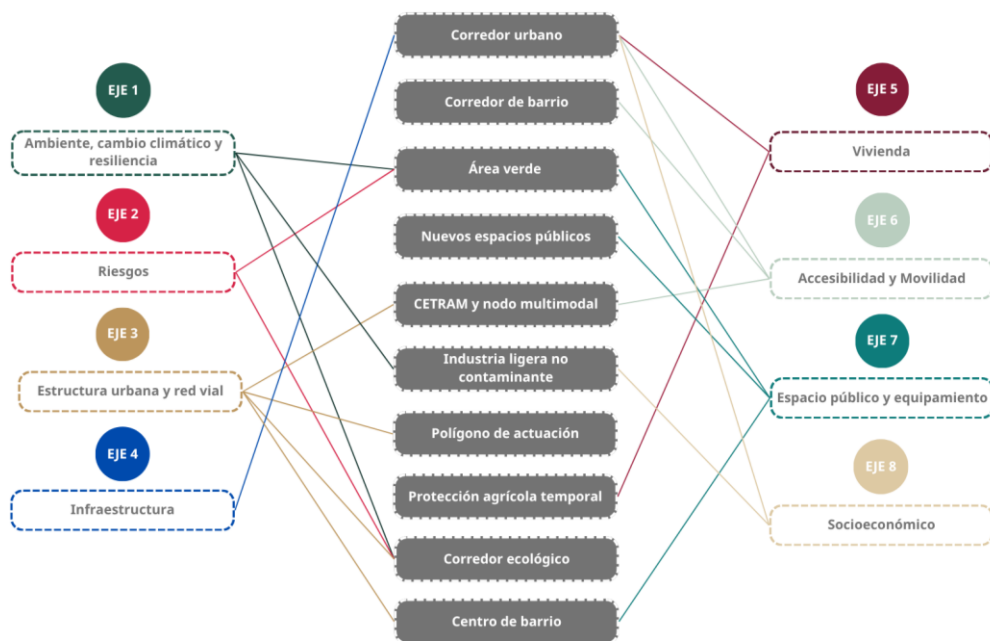 EJE 1
Ambiente, cambio climático y
resiliencia
EJE 2
Riesgos
EJE 3
Estructura urbana y red vial
EJE 4
Infraestructura
Corredor urbano
Corredor de barrio
Área verde
Nuevos espacios públicos
CETRAM y nodo multimodal
Industria ligera no
contaminante
Polígono de actuación
Protección agrícola temporal
Corredor ecológico
Centro de barrio
EJE 5
Vivienda
EJE 6
Accesibilidad y Movilidad
EJE 7
Espacio público y equipamiento
EJE 8
Socioeconómico